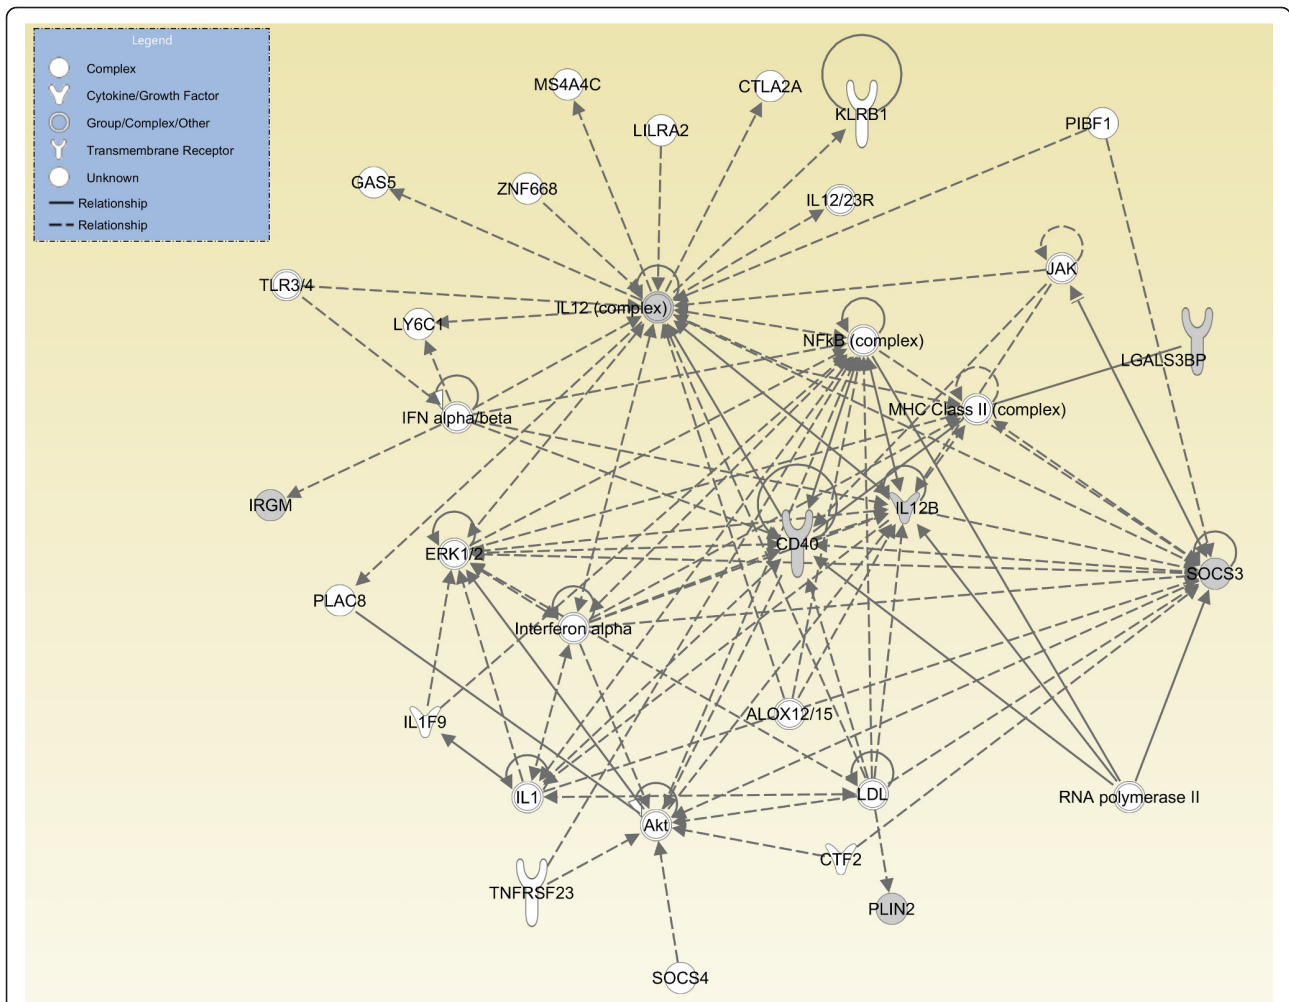 Legend
Complex
Cytokine/Growth Factor
Group/Complex/Other
Transmembrane Receptor
Unknown
Relationship
Relationship
MS4A4C
CTLA2A
KLRB1
LILRA2
PIBF1
GAS5
ZNF668
IL12/23R
JAK
TLR3/4
IL12 (complex)
LY6C1
NFkB (complex)
LGALS3BP
IFN alpha/beta
MHC Class II (complex)
IRGM
IL12B
ERK1/2
CD40
SOCS3
PLAC8
Interferon alpha
IL1F9
ALOX12/15
IL1
LDL
RNA polymerase II
Akt
CTF2
TNFRSF23
PLIN2
SOCS4